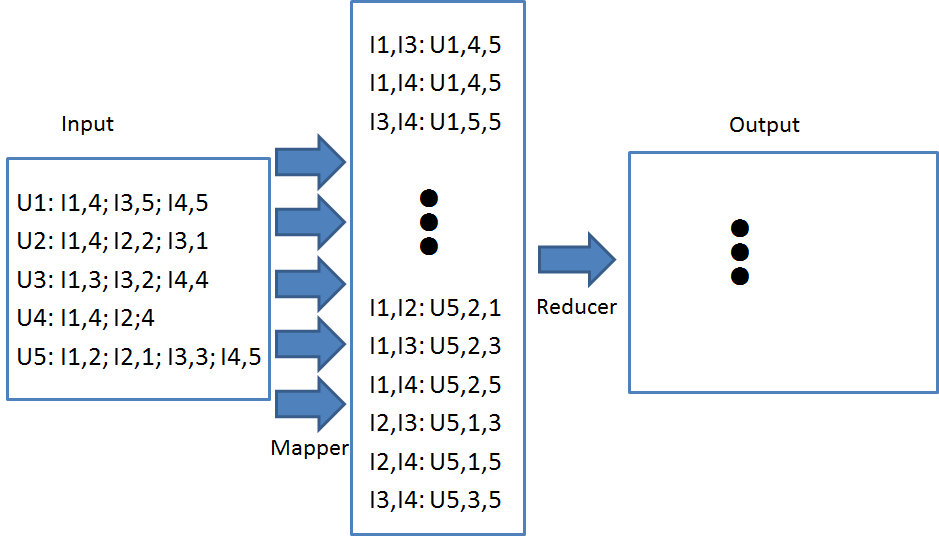 Input
U1: I1,4; I3,5; I4,5
U2: I1,4; I2,2; I3,1
U3: I1,3; I3,2; I4,4
U4: I1,4; I2;4
U5: I1,2; I2,1; I3,3; I4,5
Mapper
I1,I3: U1,4,5
I1,I4: U1,4,5
I3,I4: U1,5,5
I1,I2: U5,2,1
I1,I3: U5,2,3
I1,I4: U5,2,5
I2,I3: U5,1,3
I2,I4: U5,1,5
I3,I4: U5,3,5
Reducer
Output